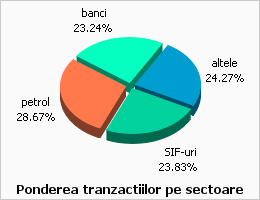 banci
23.24%
altele
24.27%
petrol
28.67%
SIF-uri
23.83%
Ponderea tranzactiilor pe sectoare